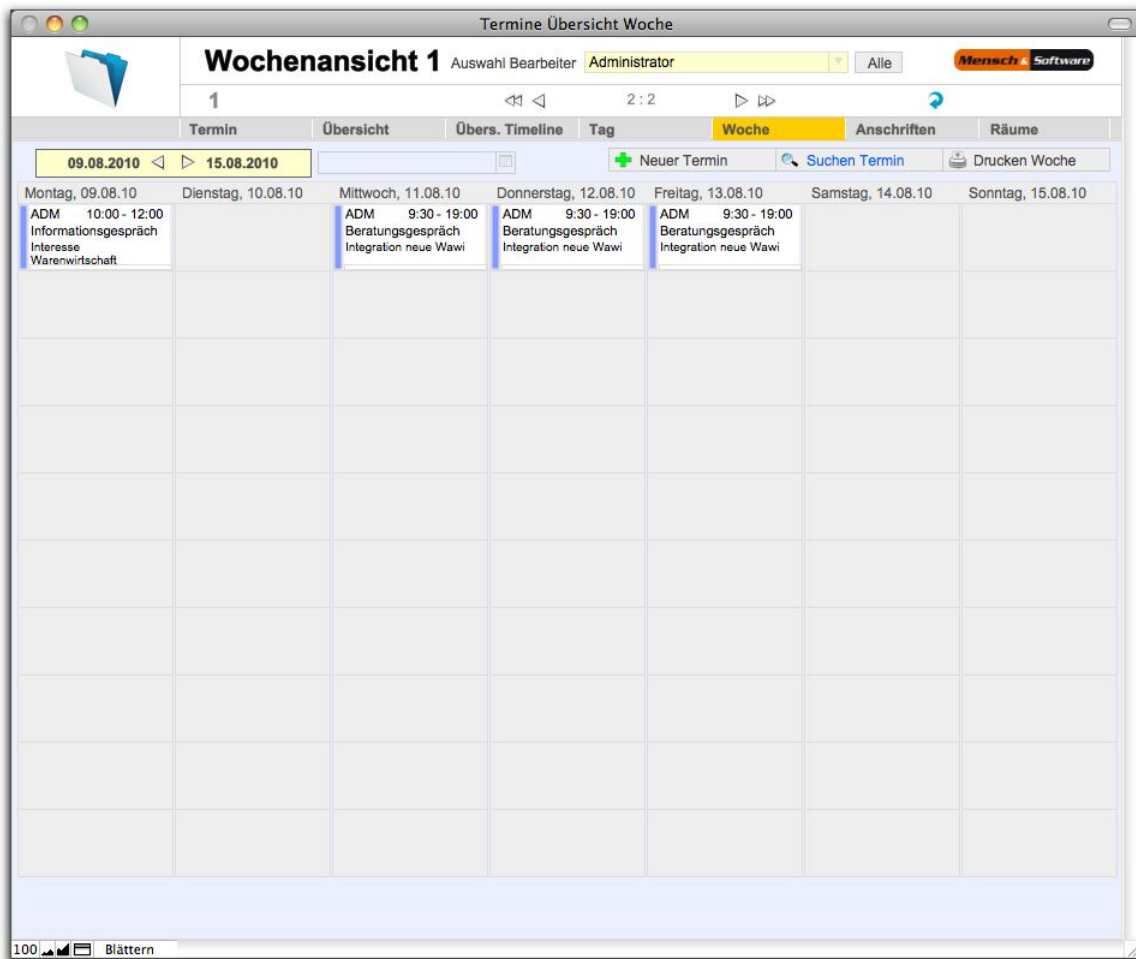 Termine Übersicht Woche
Wochenansicht 1 Auswahl Bearbeiter Administrator Alle Mensch & Software
1 2 : 2
Termin Übersicht Übers. Timeline Tag Woche Anschriften Räume
09.08.2010 15.08.2010 Neuer Termin Suchen Termin Drucken Woche
Montag, 09.08.10 Dienstag, 10.08.10 Mittwoch, 11.08.10 Donnerstag, 12.08.10 Freitag, 13.08.10 Samstag, 14.08.10 Sonntag, 15.08.10
ADM 10:00 - 12:00 ADM 9:30 - 19:00 ADM 9:30 - 19:00 ADM 9:30 - 19:00
Informationsgespräch Beratungsgespräch Beratungsgespräch Beratungsgespräch
Interesse Integration neue Wawi Integration neue Wawi Integration neue Wawi
Warenwirtschaft
100 Blättern